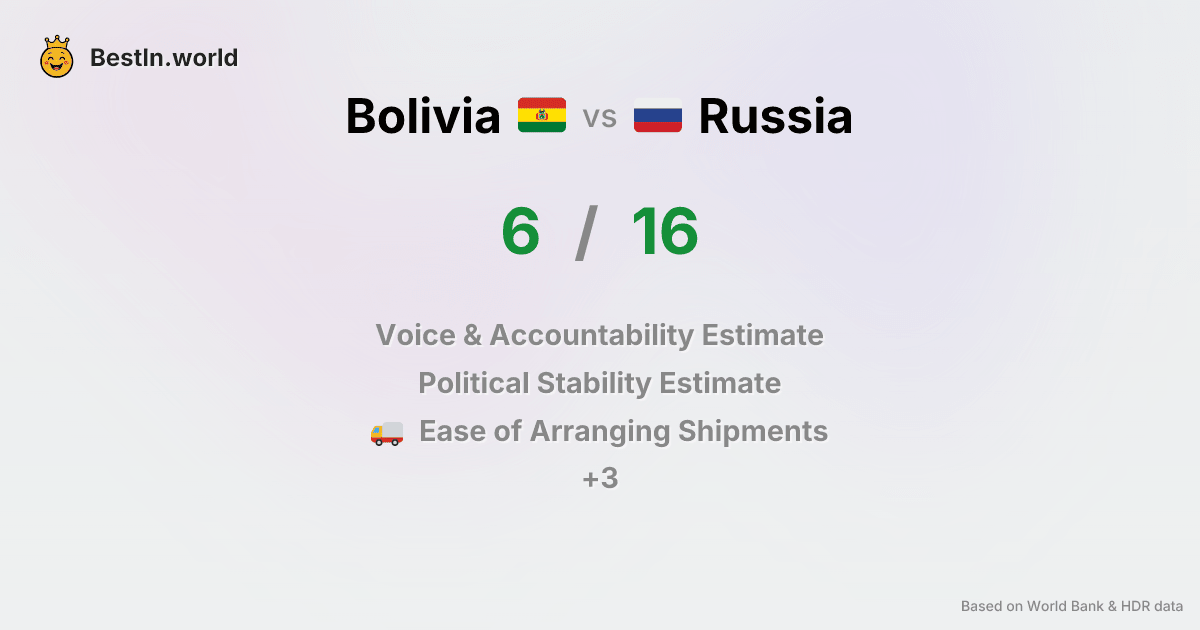 BestIn.world
Bolivia vs Russia
6 / 16
Voice & Accountability Estimate
Political Stability Estimate
Ease of Arranging Shipments
+3
Based on World Bank & HDR data